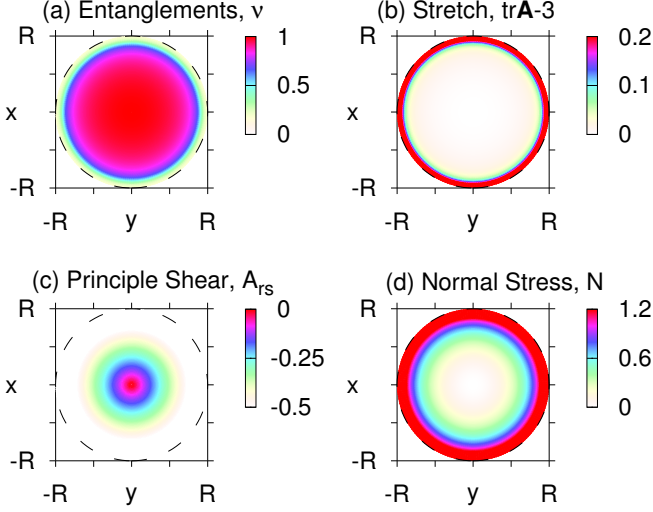 (a) Entanglements, ν
(b) Stretch, trA-3
R
x
-R
-R y R
1
0.5
0
R
x
-R
-R y R
0.2
0.1
0
(c) Principle Shear, Ars
(d) Normal Stress, N
R
x
-R
-R y R
0
-0.25
-0.5
R
x
-R
-R y R
1.2
0.6
0